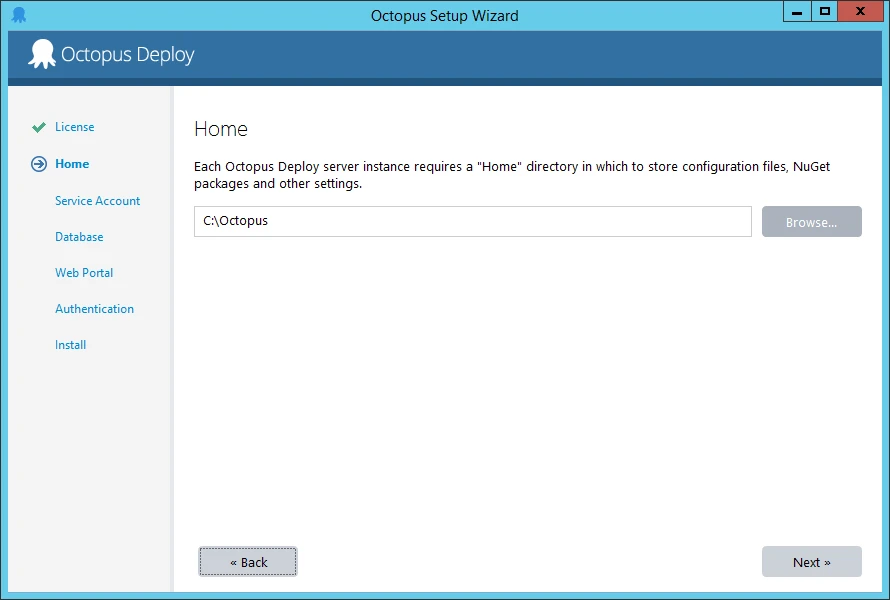 Octopus Setup Wizard
Octopus Deploy
License
Home
Service Account
Database
Web Portal
Authentication
Install
Home
Each Octopus Deploy server instance requires a "Home" directory in which to store configuration files, NuGet
packages and other settings.
C:\Octopus
Browse...
« Back
Next »